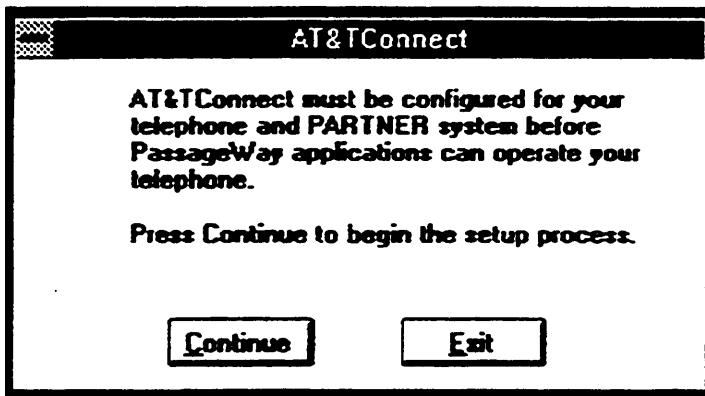 AT&TConnect
AT&TConnect must be configured for your
telephone and PARTNER system before
PassageWay applications can operate your
telephone.
Press Continue to begin the setup process.
Continue Exit